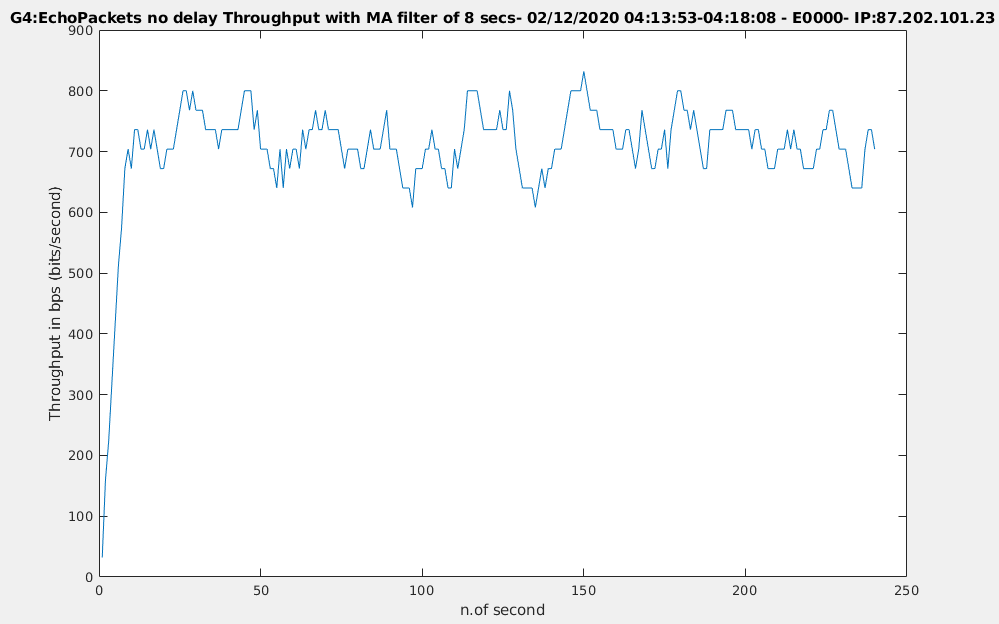 G4:EchoPackets no delay Throughput with MA filter of 8 secs- 02/12/2020 04:13:53-04:18:08 - E0000- IP:87.202.101.23
900
800
700
600
500
400
300
200
100
0
Throughput in bps (bits/second)
0 50 100 150 200 250
n.of second